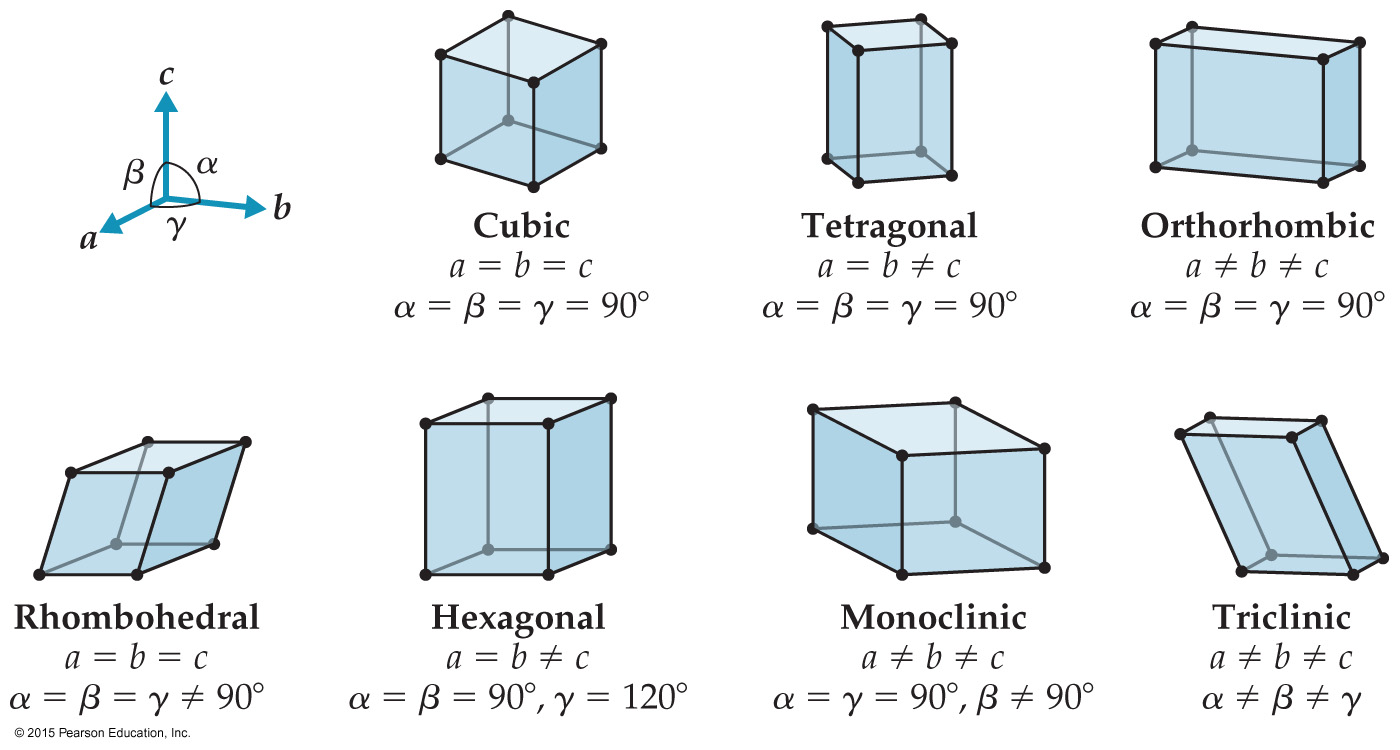 c
β α
a γ b
Cubic
a = b = c
α = β = γ = 90°
Tetragonal
a = b ≠ c
α = β = γ = 90°
Orthorhombic
a ≠ b ≠ c
α = β = γ = 90°
Rhombohedral
a = b = c
α = β = γ ≠ 90°
Hexagonal
a = b ≠ c
α = β = 90°, γ = 120°
Monoclinic
a ≠ b ≠ c
α = γ = 90°, β ≠ 90°
Triclinic
a ≠ b ≠ c
α ≠ β ≠ γ
© 2015 Pearson Education, Inc.